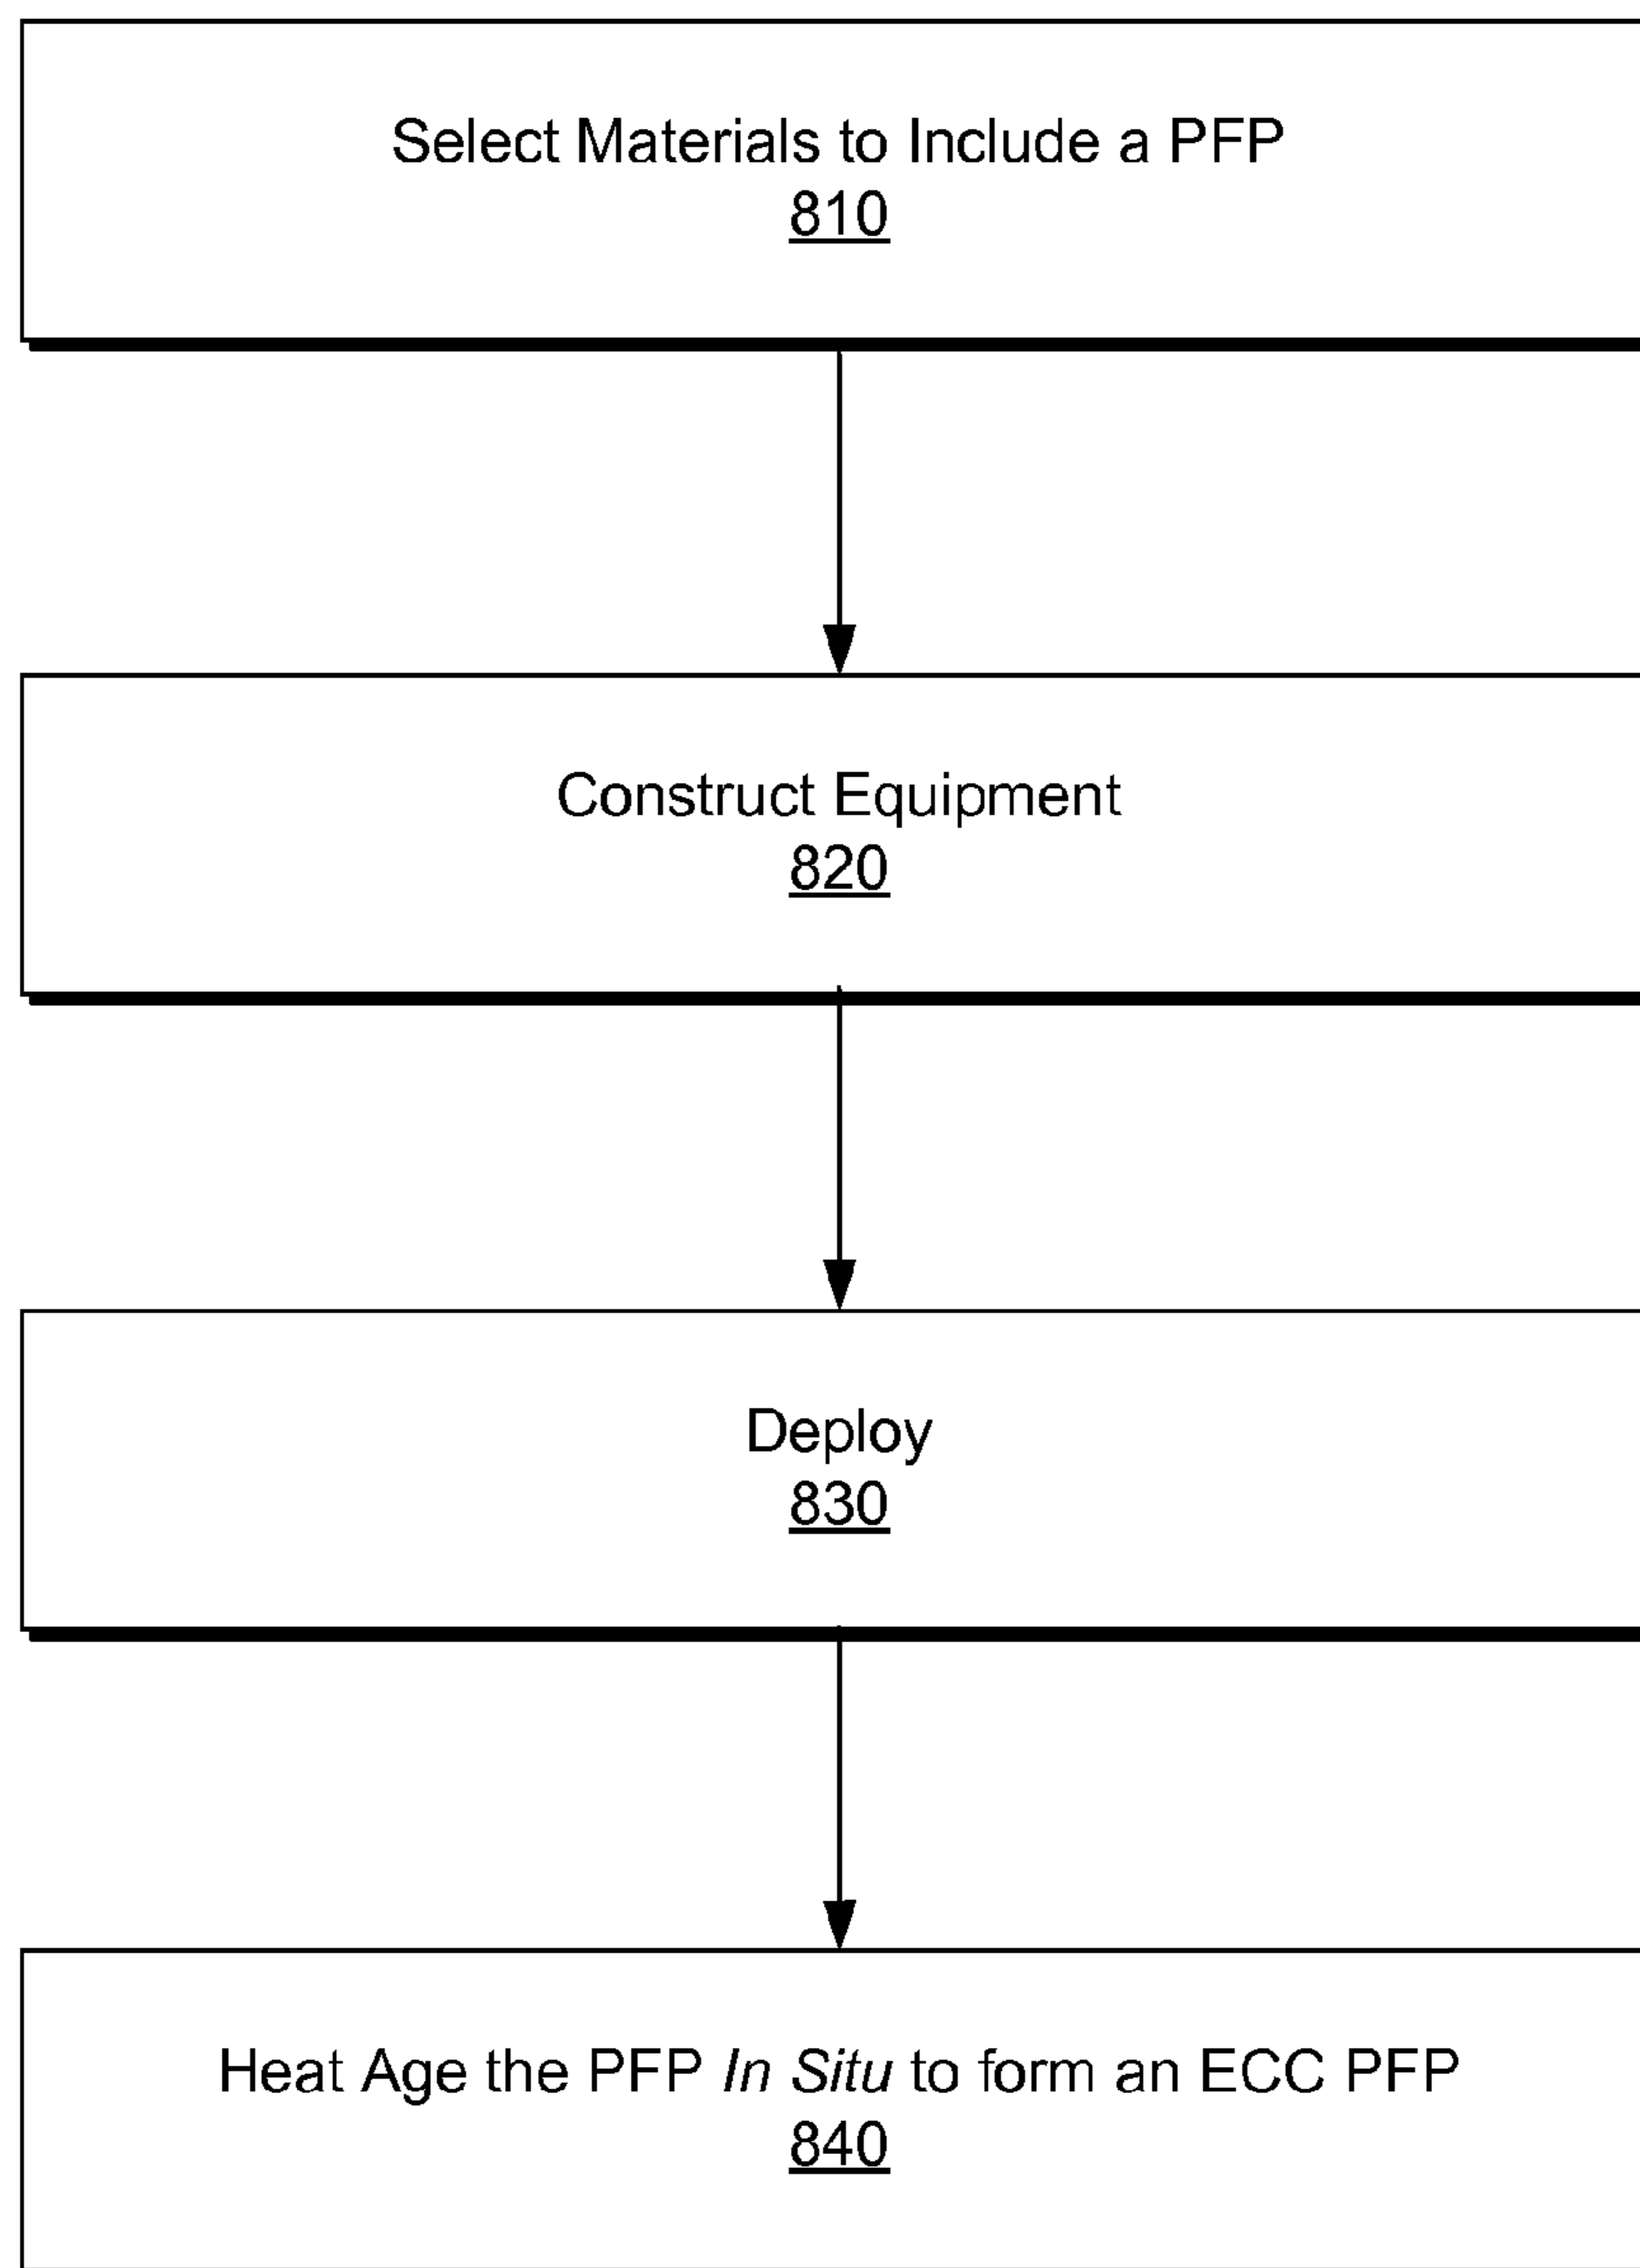 Select Materials to Include a PFP
810
Construct Equipment
820
Deploy
830
Heat Age the PFP In Situ to form an ECC PFP
840